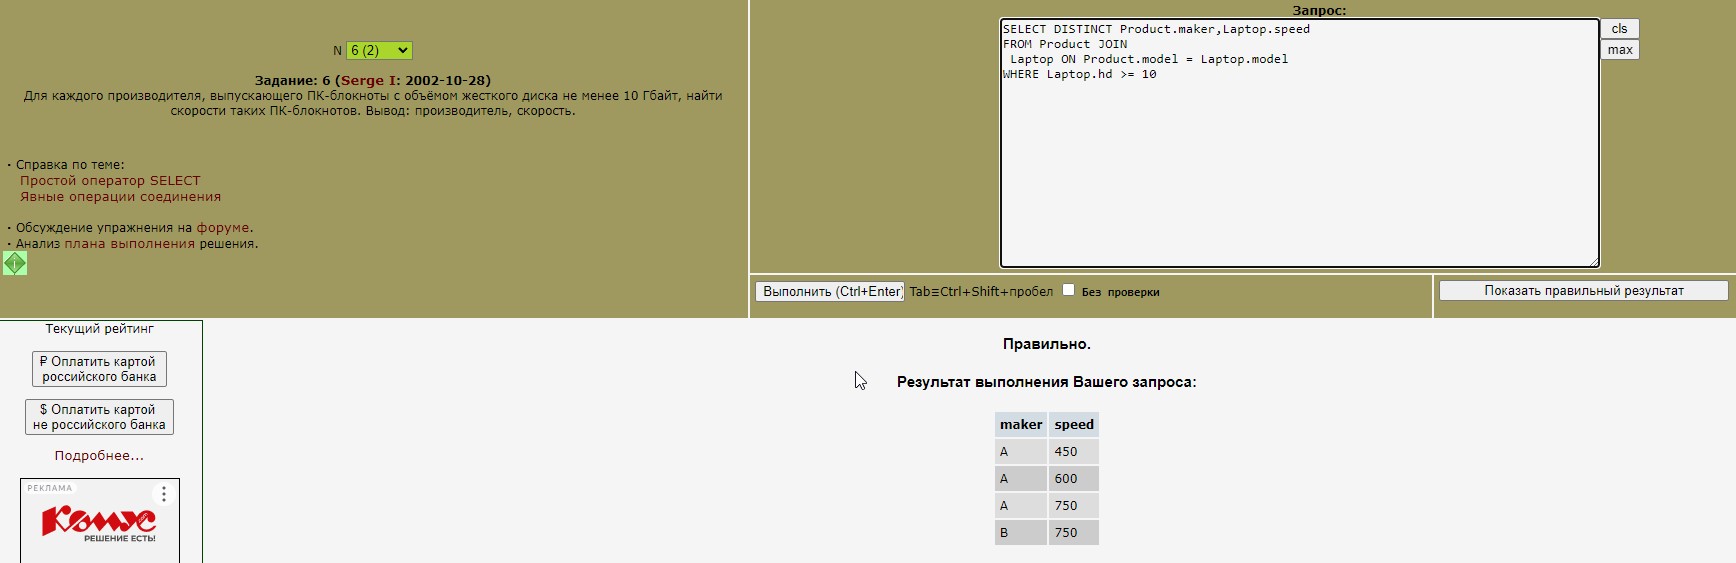 N 6 (2)
Задание: 6 (Serge I: 2002-10-28)
Для каждого производителя, выпускающего ПК-блокноты c объёмом жесткого диска не менее 10 Гбайт, найти
скорости таких ПК-блокнотов. Вывод: производитель, скорость.
· Справка по теме:
Простой оператор SELECT
Явные операции соединения
· Обсуждение упражнения на форуме.
· Анализ плана выполнения решения.
Запрос:
SELECT DISTINCT Product.maker,Laptop.speed
FROM Product JOIN
Laptop ON Product.model = Laptop.model
WHERE Laptop.hd >= 10
cls
max
Выполнить (Ctrl+Enter) Tab≡Ctrl+Shift+пробел Без проверки
Показать правильный результат
Текущий рейтинг
₽ Оплатить картой
российского банка
$ Оплатить картой
не российского банка
Подробнее...
РЕКЛАМА
Комус
РЕШЕНИЕ ЕСТЬ!
Правильно.
Результат выполнения Вашего запроса:
maker speed
A 450
A 600
A 750
B 750